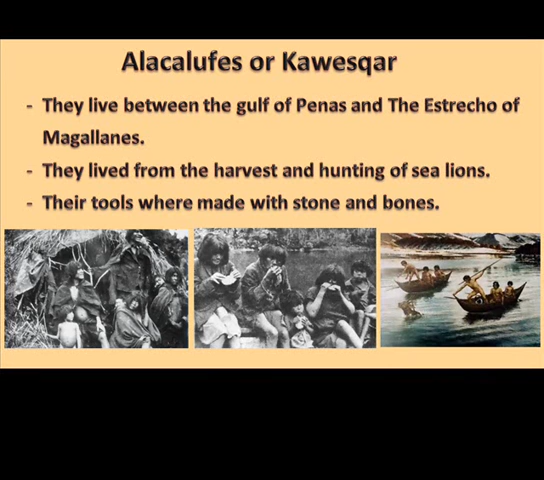 Alacalufes or Kawesqar
- They live between the gulf of Penas and The Estrecho of
Magallanes.
- They lived from the harvest and hunting of sea lions.
- Their tools where made with stone and bones.